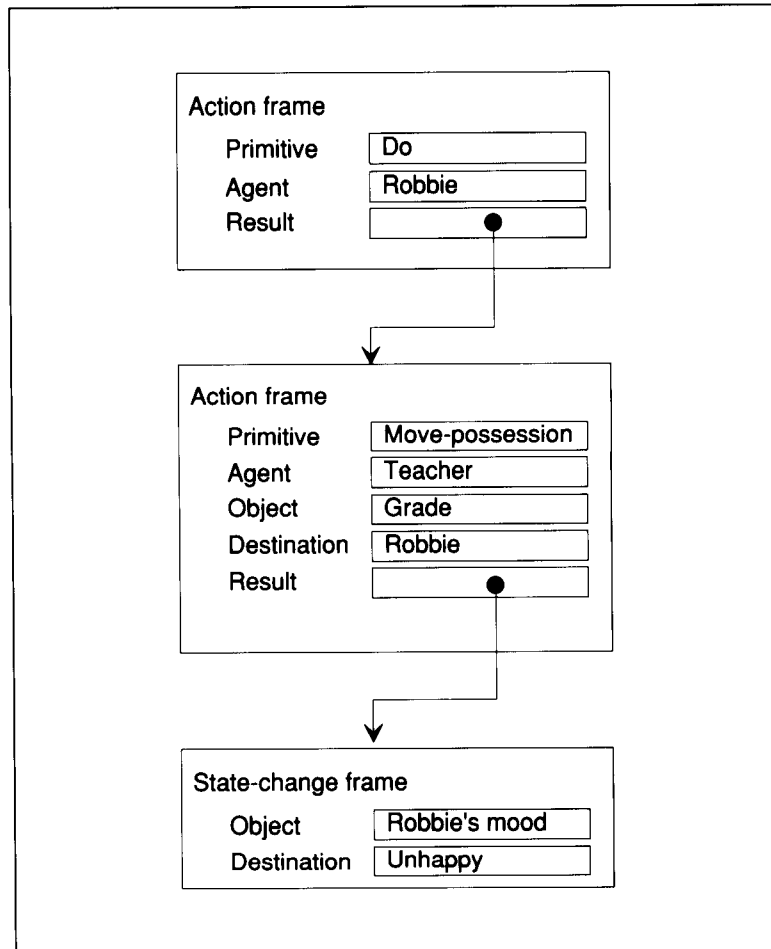 Action frame
Primitive Do
Agent Robbie
Result
Action frame
Primitive Move-possession
Agent Teacher
Object Grade
Destination Robbie
Result
State-change frame
Object Robbie's mood
Destination Unhappy